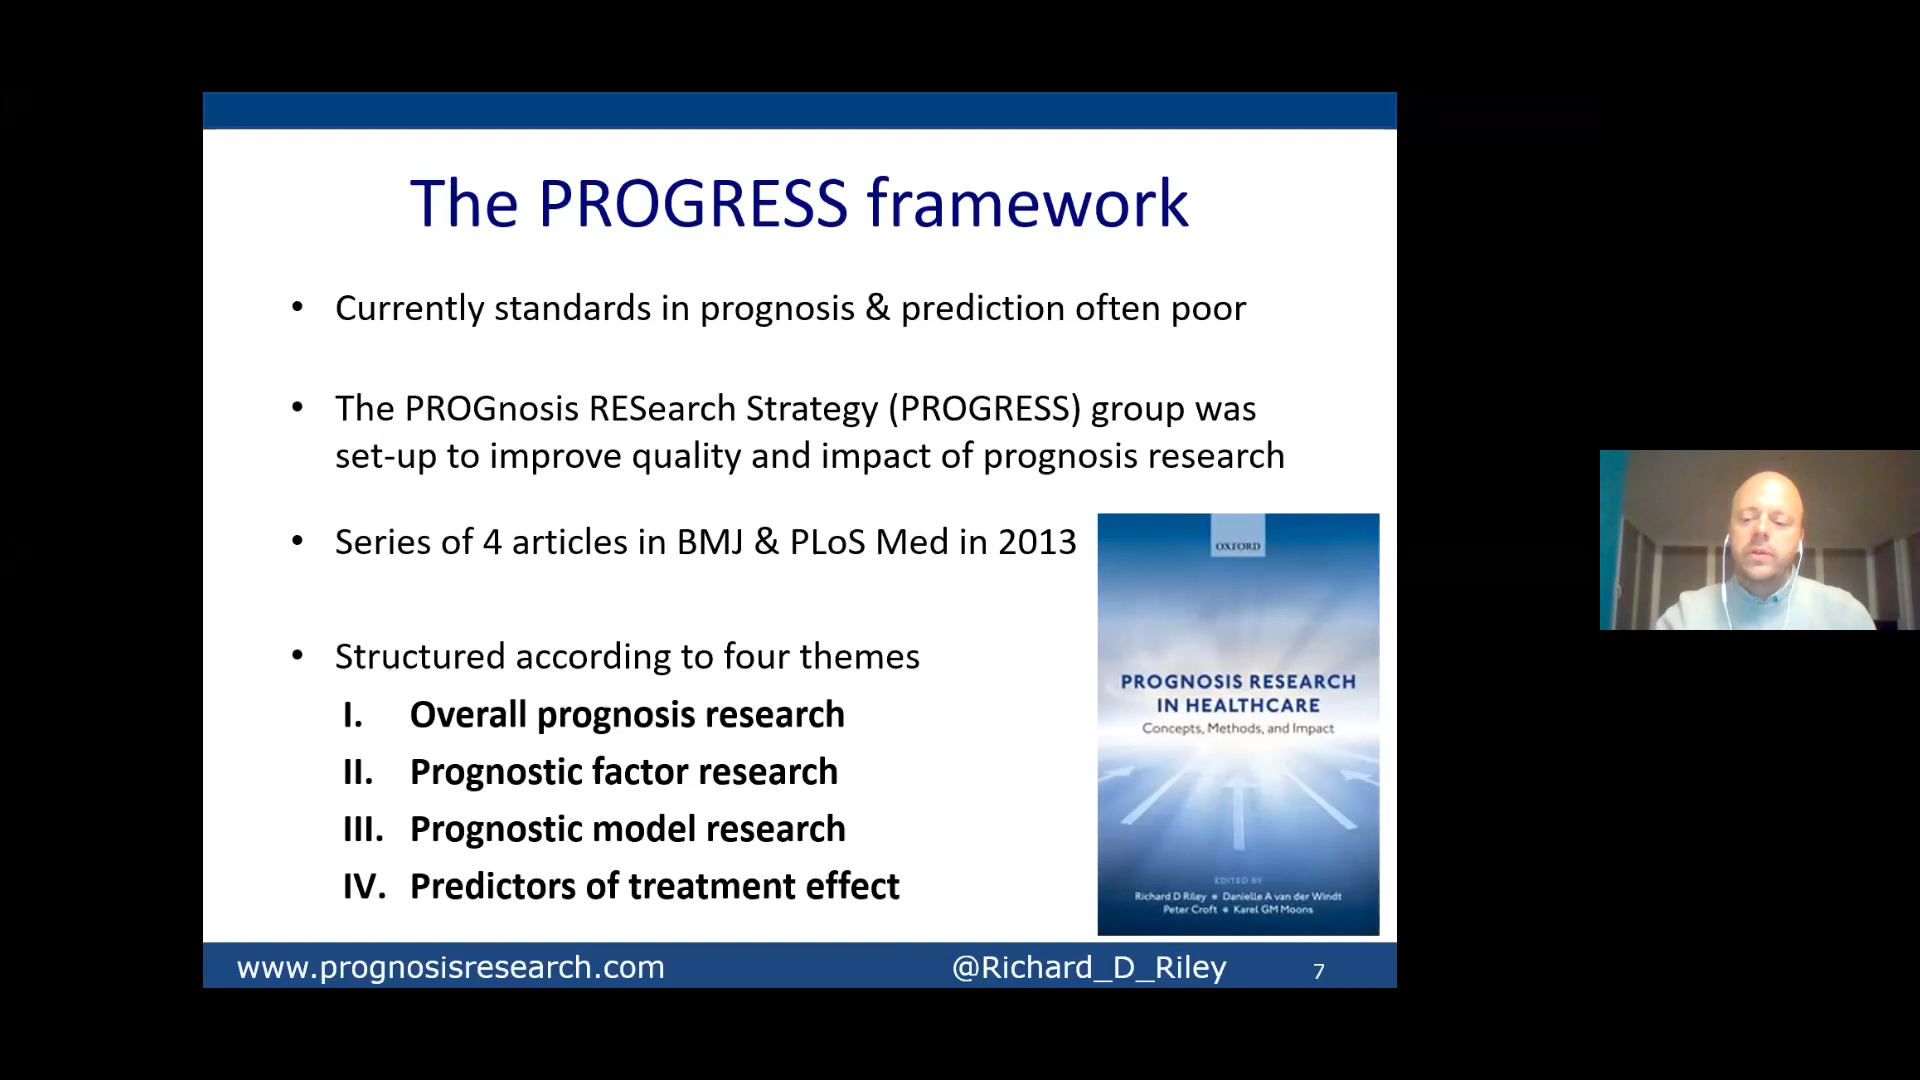 The PROGRESS framework
• Currently standards in prognosis & prediction often poor
• The PROGnosis RESearch Strategy (PROGRESS) group was
set-up to improve quality and impact of prognosis research
• Series of 4 articles in BMJ & PLoS Med in 2013
• Structured according to four themes
I. Overall prognosis research
II. Prognostic factor research
III. Prognostic model research
IV. Predictors of treatment effect
OXFORD
PROGNOSIS RESEARCH
IN HEALTHCARE
Concepts, Methods, and Impact
EDITED BY
Richard D Riley • Danielle A van der Windt
Peter Croft • Karel GM Moons
www.prognosisresearch.com
@Richard_D_Riley
7